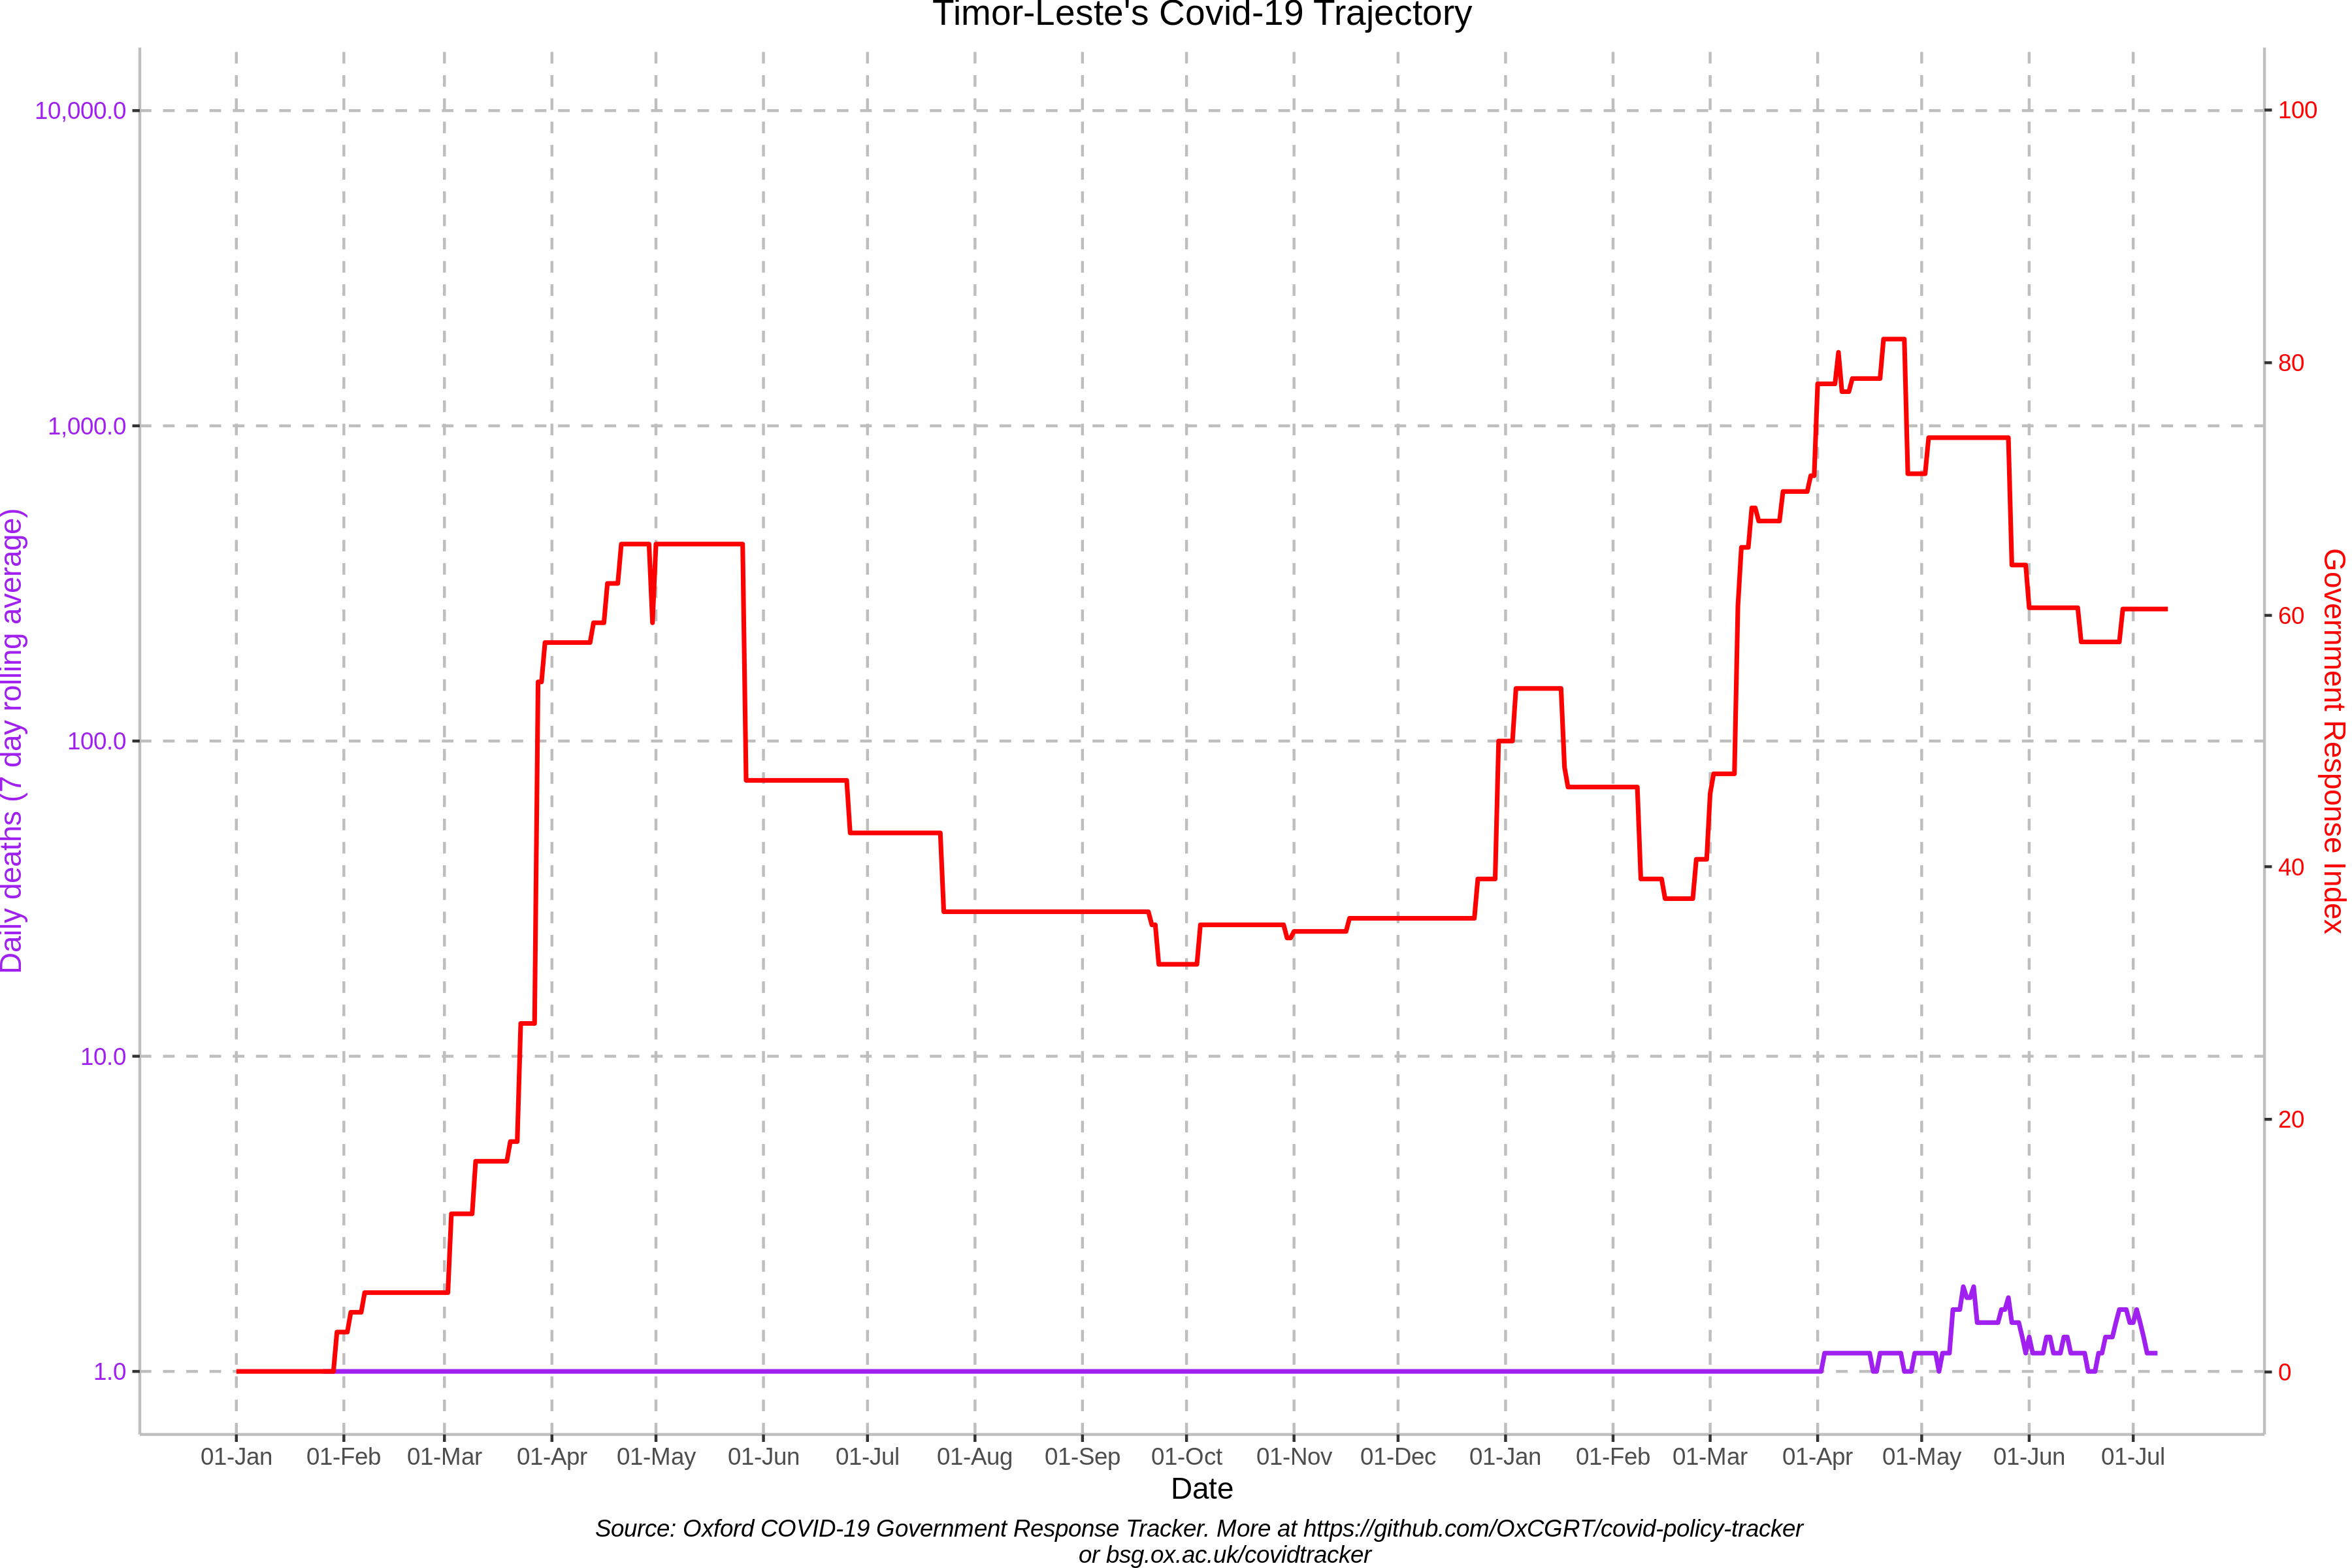 Timor-Leste's Covid-19 Trajectory
10,000.0
1,000.0
100.0
10.0
1.0
Daily deaths (7 day rolling average)
100
80
60
40
20
0
Government Response Index
01-Jan 01-Feb 01-Mar 01-Apr 01-May 01-Jun 01-Jul 01-Aug 01-Sep 01-Oct 01-Nov 01-Dec 01-Jan 01-Feb 01-Mar 01-Apr 01-May 01-Jun 01-Jul
Date
Source: Oxford COVID-19 Government Response Tracker. More at https://github.com/OxCGRT/covid-policy-tracker
or bsg.ox.ac.uk/covidtracker